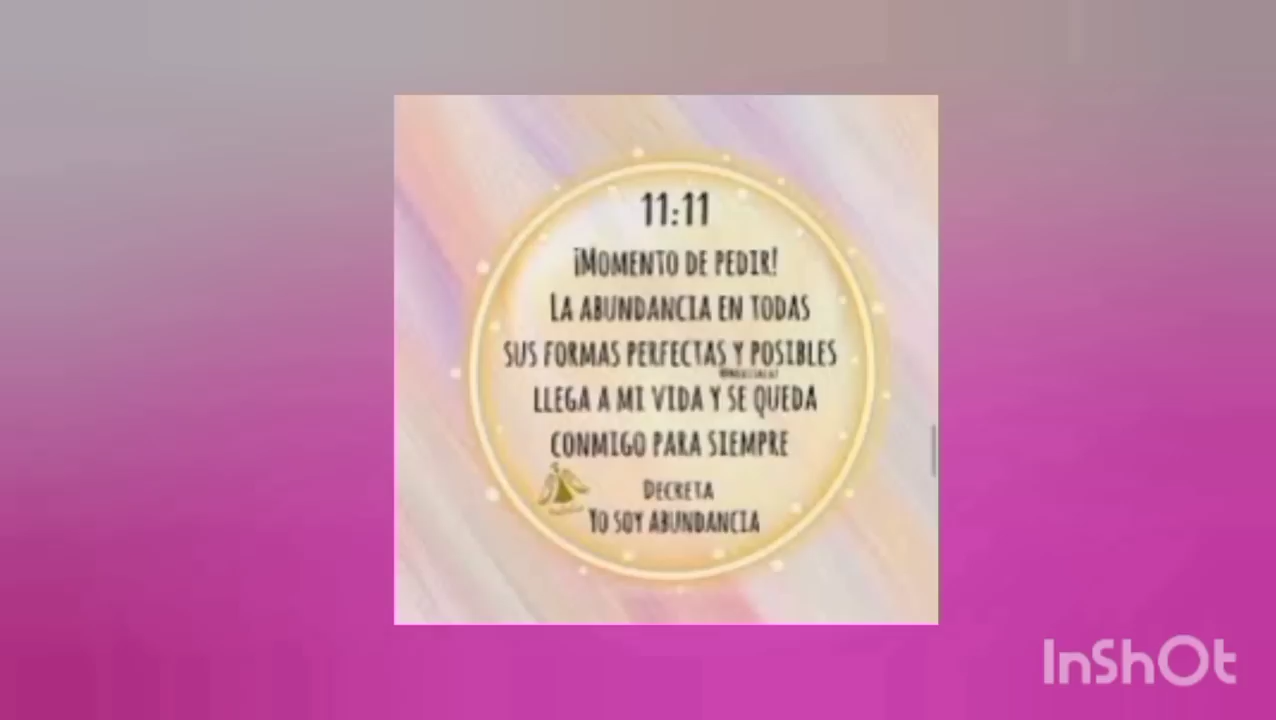 11:11
¡Momento de pedir!
La abundancia en todas
sus formas perfectas y posibles
llega a mi vida y se queda
conmigo para siempre
Decreta
Yo soy abundancia
InShOt